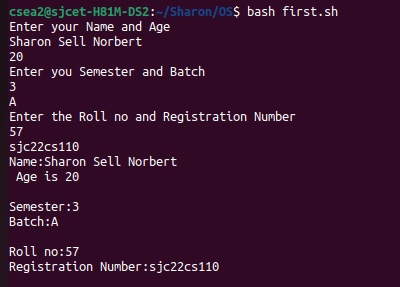 csea2@sjcet-H81M-DS2:~/Sharon/OS$ bash first.sh
Enter your Name and Age
Sharon Sell Norbert
20
Enter you Semester and Batch
3
A
Enter the Roll no and Registration Number
57
sjc22cs110
Name:Sharon Sell Norbert
 Age is 20

Semester:3
Batch:A

Roll no:57
Registration Number:sjc22cs110